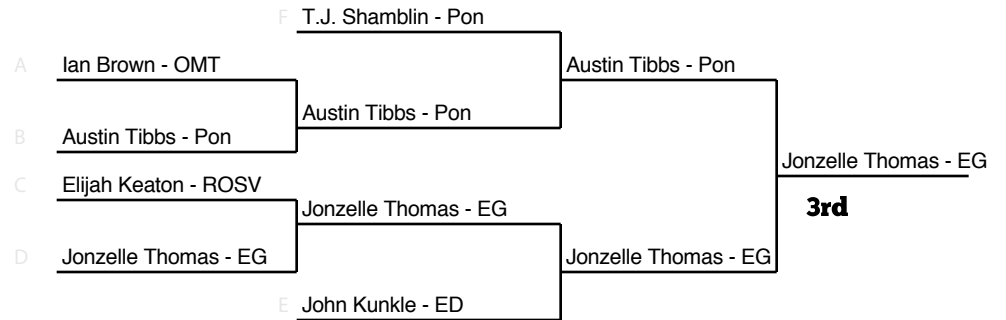 F T.J. Shamblin - Pon
A Ian Brown - OMT
Austin Tibbs - Pon
Austin Tibbs - Pon
B Austin Tibbs - Pon
Jonzelle Thomas - EG
C Elijah Keaton - ROSV
3rd
Jonzelle Thomas - EG
D Jonzelle Thomas - EG
Jonzelle Thomas - EG
E John Kunkle - ED